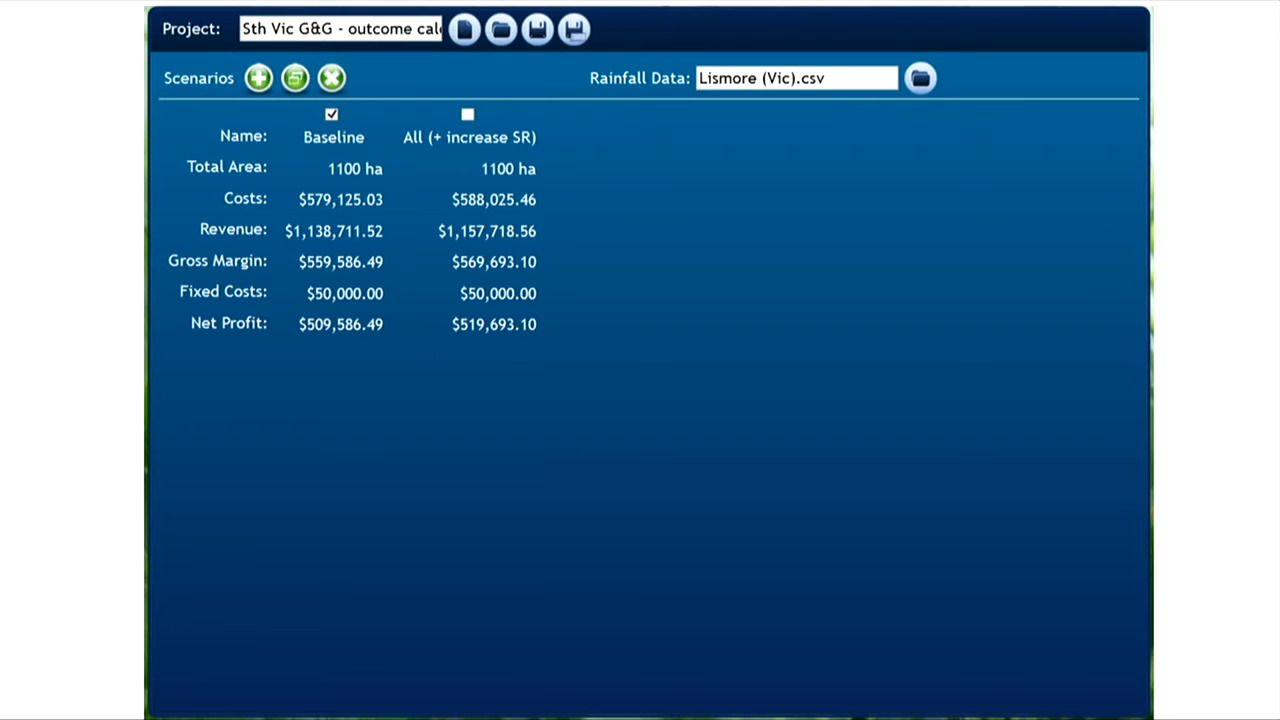 Project: Sth Vic G&G - outcome calc
Scenarios Rainfall Data: Lismore (Vic).csv
Name: Baseline All (+ increase SR)
Total Area: 1100 ha 1100 ha
Costs: $579,125.03 $588,025.46
Revenue: $1,138,711.52 $1,157,718.56
Gross Margin: $559,586.49 $569,693.10
Fixed Costs: $50,000.00 $50,000.00
Net Profit: $509,586.49 $519,693.10